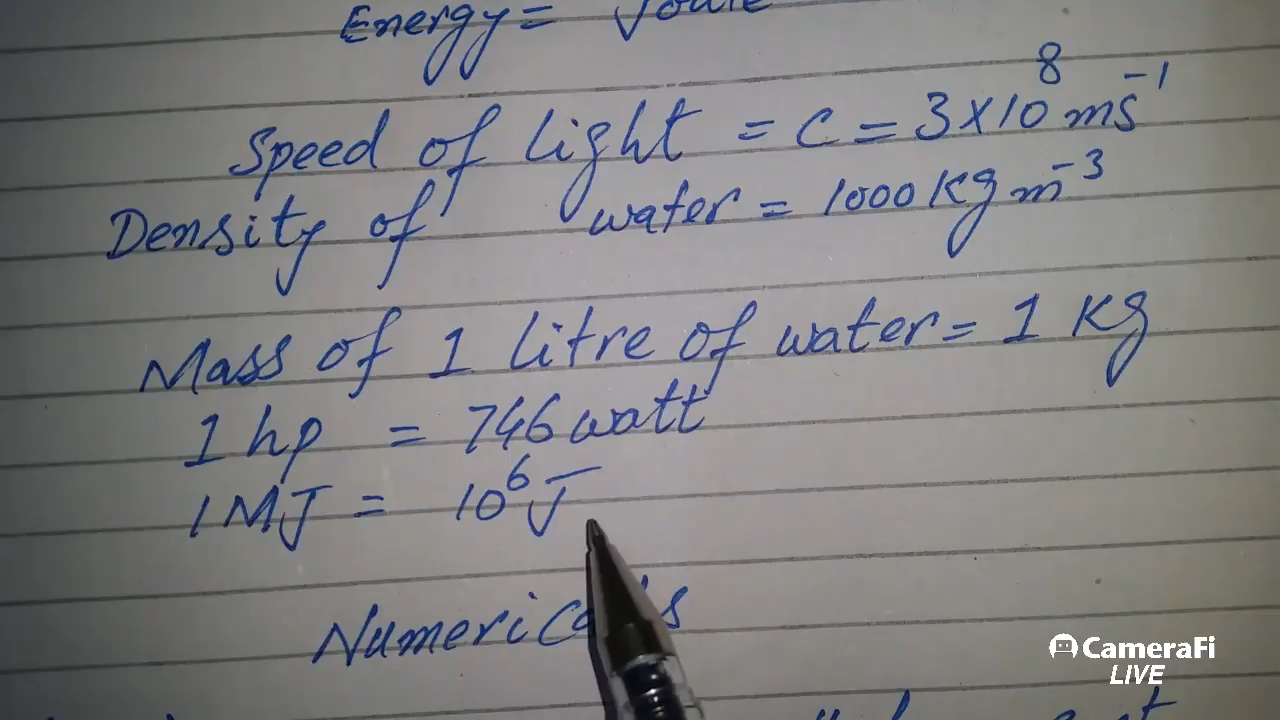 Energy = Joule
Speed of light = c = 3×10⁸ ms⁻¹
Density of water = 1000 kg m⁻³
Mass of 1 litre of water = 1 kg
1 hp = 746 watt
1 MJ = 10⁶ J
Numericals
CameraFi
LIVE